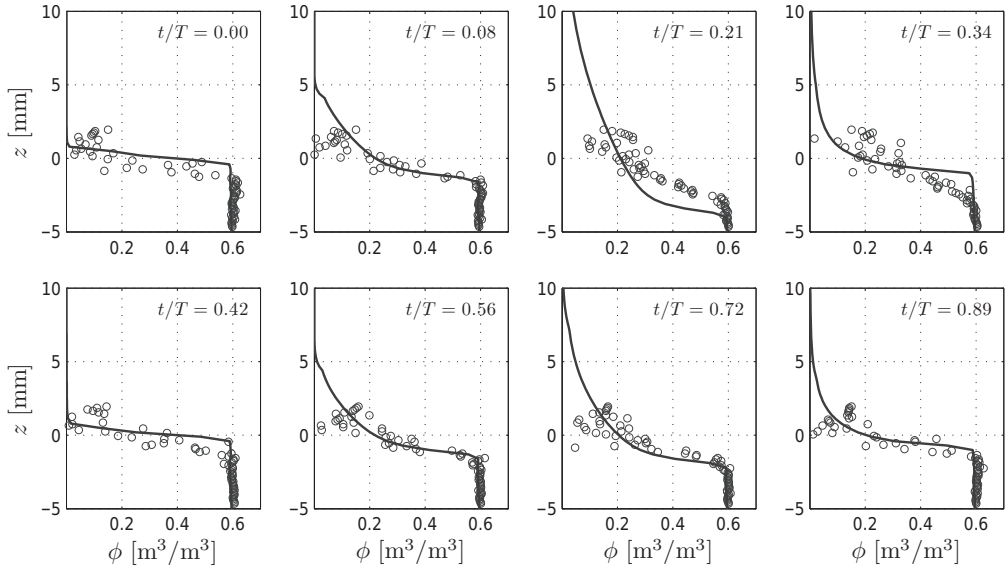 10
5
0
−5
z [mm]
0.2 0.4 0.6
t/T = 0.00
10
5
0
−5
0.2 0.4 0.6
t/T = 0.08
10
5
0
−5
0.2 0.4 0.6
t/T = 0.21
10
5
0
−5
0.2 0.4 0.6
t/T = 0.34
10
5
0
−5
z [mm]
0.2 0.4 0.6
ϕ [m³/m³]
t/T = 0.42
10
5
0
−5
0.2 0.4 0.6
ϕ [m³/m³]
t/T = 0.56
10
5
0
−5
0.2 0.4 0.6
ϕ [m³/m³]
t/T = 0.72
10
5
0
−5
0.2 0.4 0.6
ϕ [m³/m³]
t/T = 0.89